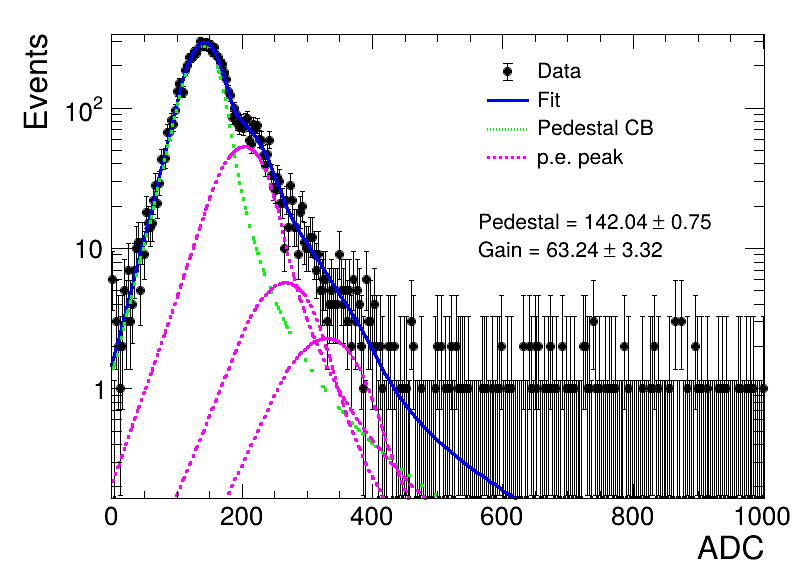 Events
10²
10
1
Data
Fit
Pedestal CB
p.e. peak
Pedestal = 142.04 ± 0.75
Gain = 63.24 ± 3.32
0 200 400 600 800 1000
ADC